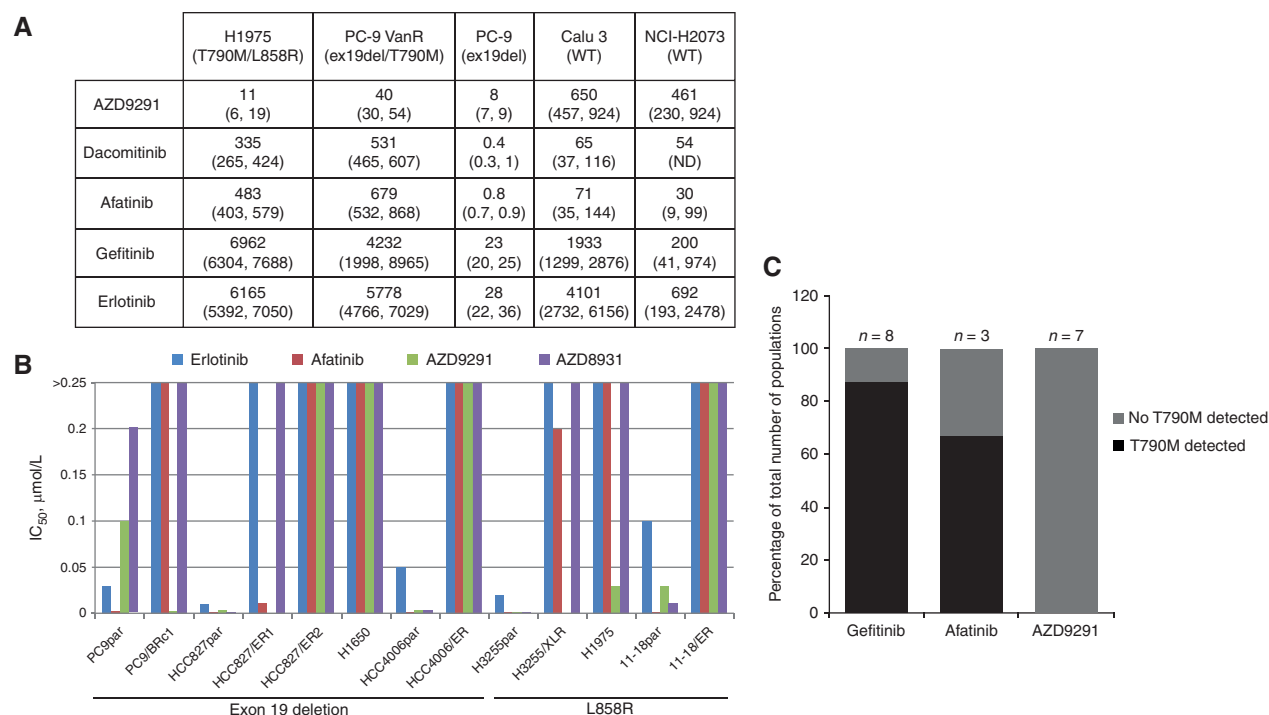 A
H1975 (T790M/L858R)
PC-9 VanR (ex19del/T790M)
PC-9 (ex19del)
Calu 3 (WT)
NCI-H2073 (WT)
AZD9291
11 (6, 19)
40 (30, 54)
8 (7, 9)
650 (457, 924)
461 (230, 924)
Dacomitinib
335 (265, 424)
531 (465, 607)
0.4 (0.3, 1)
65 (37, 116)
54 (ND)
Afatinib
483 (403, 579)
679 (532, 868)
0.8 (0.7, 0.9)
71 (35, 144)
30 (9, 99)
Gefitinib
6962 (6304, 7688)
4232 (1998, 8965)
23 (20, 25)
1933 (1299, 2876)
200 (41, 974)
Erlotinib
6165 (5392, 7050)
5778 (4766, 7029)
28 (22, 36)
4101 (2732, 6156)
692 (193, 2478)
B
Erlotinib
Afatinib
AZD9291
AZD8931
IC50, μmol/L
>0.25
0.2
0.15
0.1
0.05
0
PC9par
PC9/BRc1
HCC827par
HCC827/ER1
HCC827/ER2
H1650
HCC4006par
HCC4006/ER
H3255par
H3255/XLR
H1975
11-18par
11-18/ER
Exon 19 deletion
L858R
C
Percentage of total number of populations
120
100
80
60
40
20
0
n = 8
n = 3
n = 7
Gefitinib
Afatinib
AZD9291
No T790M detected
T790M detected